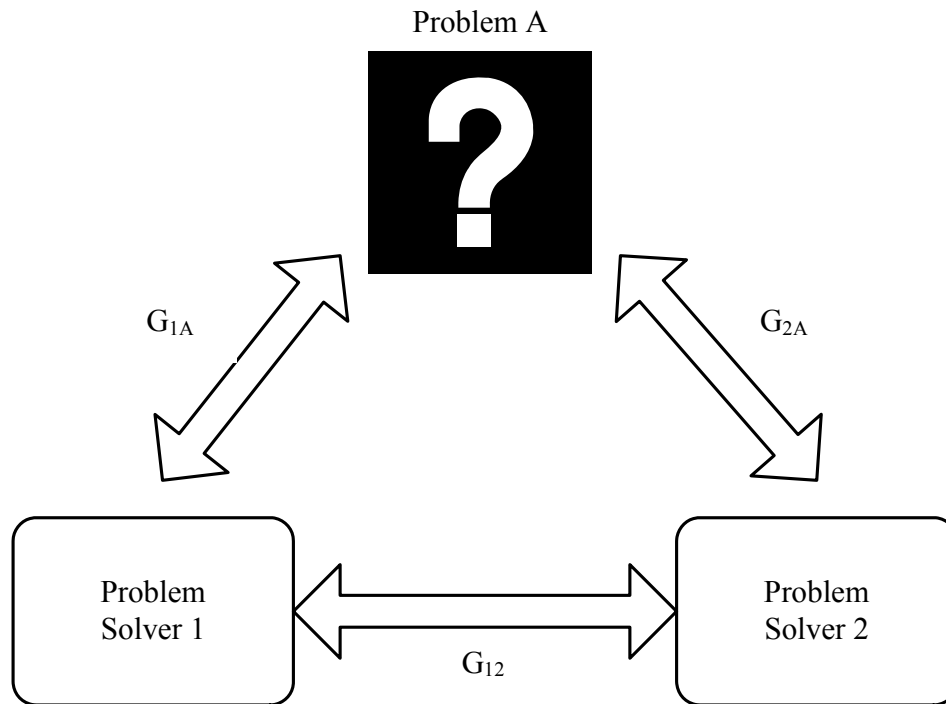 Problem A
?
G1A
G2A
Problem
Solver 1
Problem
Solver 2
G12